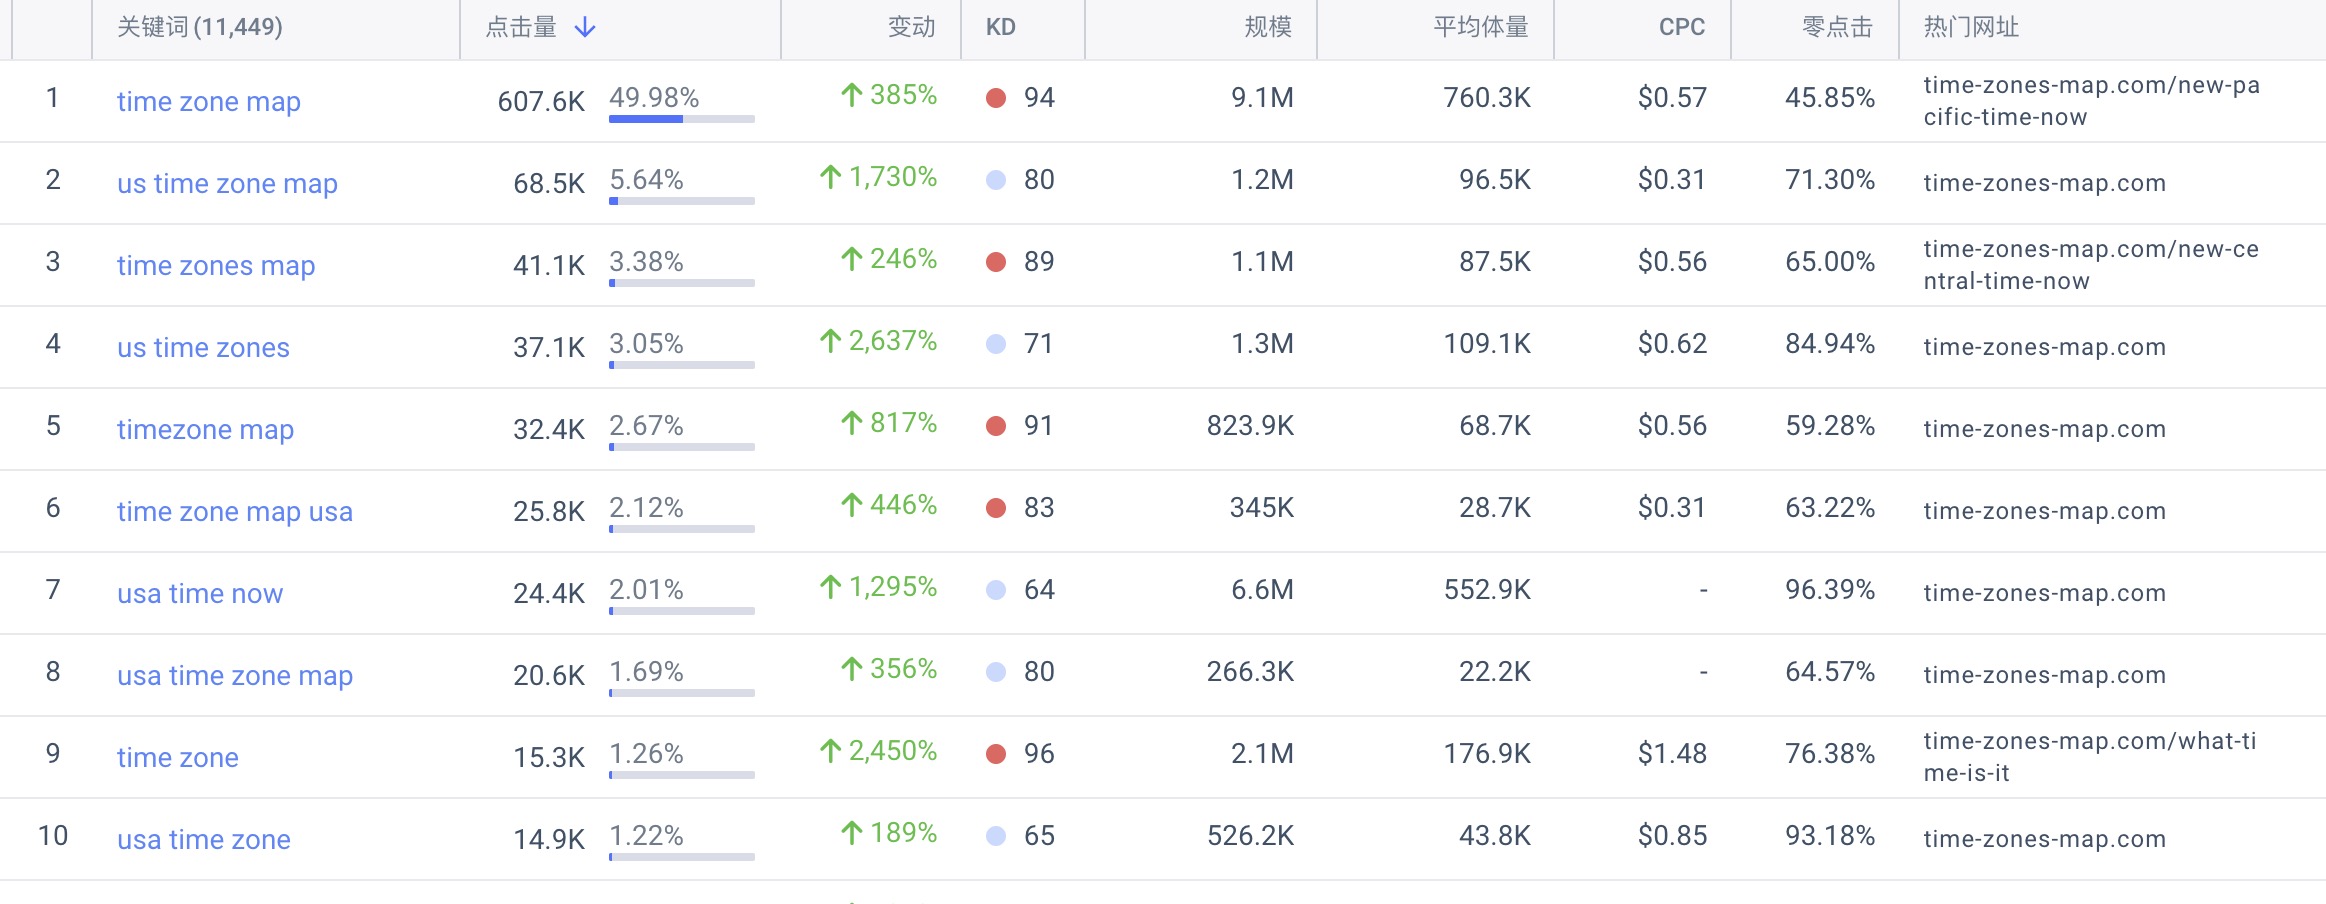 关键词 (11,449) 点击量 ↓ 变动 KD 规模 平均体量 CPC 零点击 热门网址
1 time zone map 607.6K 49.98% ↑ 385% 94 9.1M 760.3K $0.57 45.85% time-zones-map.com/new-pa
cific-time-now
2 us time zone map 68.5K 5.64% ↑ 1,730% 80 1.2M 96.5K $0.31 71.30% time-zones-map.com
3 time zones map 41.1K 3.38% ↑ 246% 89 1.1M 87.5K $0.56 65.00% time-zones-map.com/new-ce
ntral-time-now
4 us time zones 37.1K 3.05% ↑ 2,637% 71 1.3M 109.1K $0.62 84.94% time-zones-map.com
5 timezone map 32.4K 2.67% ↑ 817% 91 823.9K 68.7K $0.56 59.28% time-zones-map.com
6 time zone map usa 25.8K 2.12% ↑ 446% 83 345K 28.7K $0.31 63.22% time-zones-map.com
7 usa time now 24.4K 2.01% ↑ 1,295% 64 6.6M 552.9K - 96.39% time-zones-map.com
8 usa time zone map 20.6K 1.69% ↑ 356% 80 266.3K 22.2K - 64.57% time-zones-map.com
9 time zone 15.3K 1.26% ↑ 2,450% 96 2.1M 176.9K $1.48 76.38% time-zones-map.com/what-ti
me-is-it
10 usa time zone 14.9K 1.22% ↑ 189% 65 526.2K 43.8K $0.85 93.18% time-zones-map.com